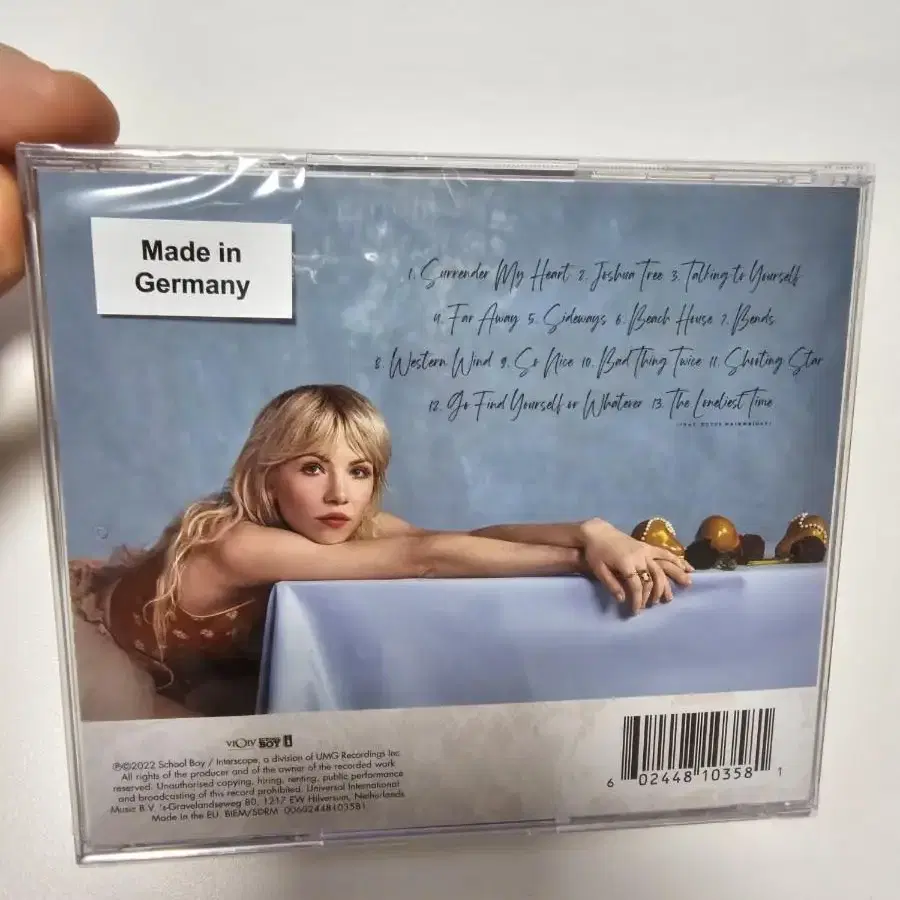 Made in
Germany
1. Surrender My Heart 2. Joshua Tree 3. Talking to Yourself
4. Far Away 5. Sideways 6. Beach House 7. Bends
8. Western Wind 9. So Nice 10. Bad Thing Twice 11. Shooting Star
12. Go Find Yourself or Whatever 13. The Loneliest Time
(FEAT. RUFUS WAINWRIGHT)
BOY
℗©2022 School Boy / Interscope, a division of UMG Recordings Inc.
All rights of the producer and of the owner of the recorded work
reserved. Unauthorised copying, hiring, renting, public performance
and broadcasting of this record prohibited. Universal International
Music B.V. 's-Gravelandseweg 80, 1217 EW Hilversum, Netherlands
Made in the EU. BIEM/SDRM 00602448103581
6 02448 10358 1